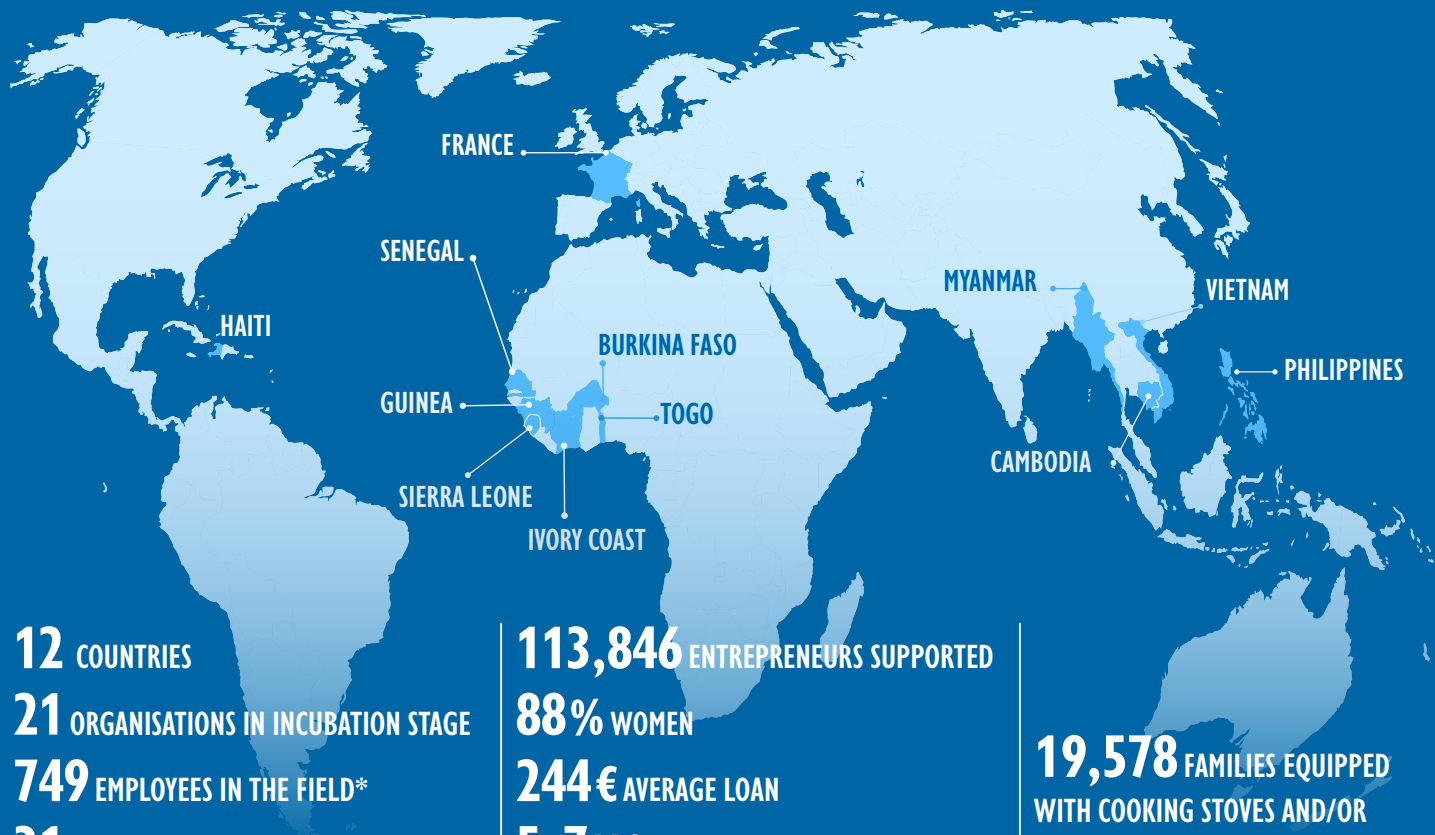 FRANCE
SENEGAL
MYANMAR
VIETNAM
HAITI
BURKINA FASO
PHILIPPINES
GUINEA
TOGO
CAMBODIA
SIERRA LEONE
IVORY COAST
12 COUNTRIES
21 ORGANISATIONS IN INCUBATION STAGE
749 EMPLOYEES IN THE FIELD*
113,846 ENTREPRENEURS SUPPORTED
88% WOMEN
244 € AVERAGE LOAN
19,578 FAMILIES EQUIPPED
WITH COOKING STOVES AND/OR